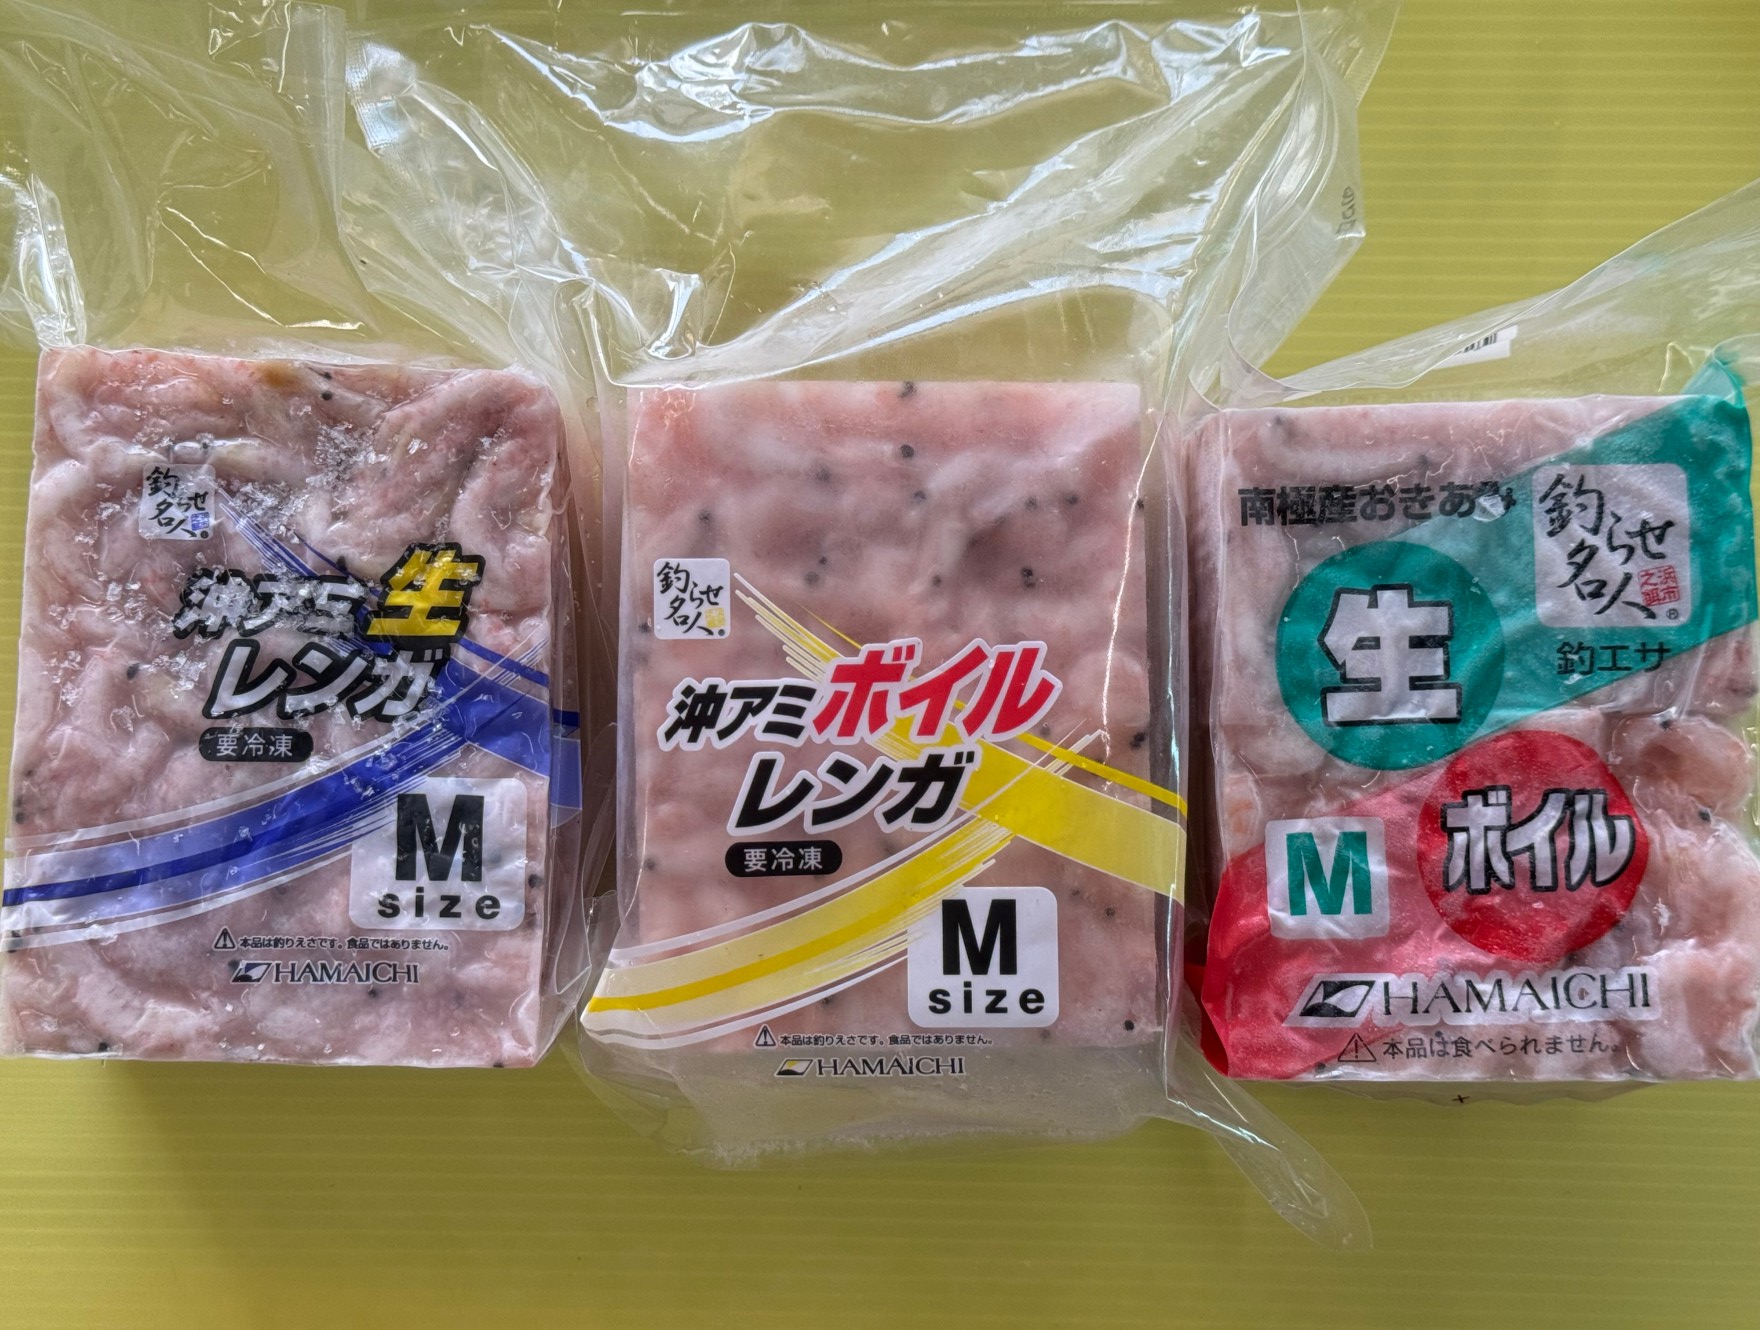 釣らせ
名人
®
沖アミ生
レンガ
要冷凍
M
size
⚠本品は釣りえさです。食品ではありません。
HAMAICHI
釣らせ
名人
®
沖アミボイル
レンガ
要冷凍
M
size
⚠本品は釣りえさです。食品ではありません。
HAMAICHI
南極産おきあみ
釣らせ
名人
浜市
之餌
®
釣エサ
生
ボイル
M
HAMAICHI
⚠本品は食べられません。